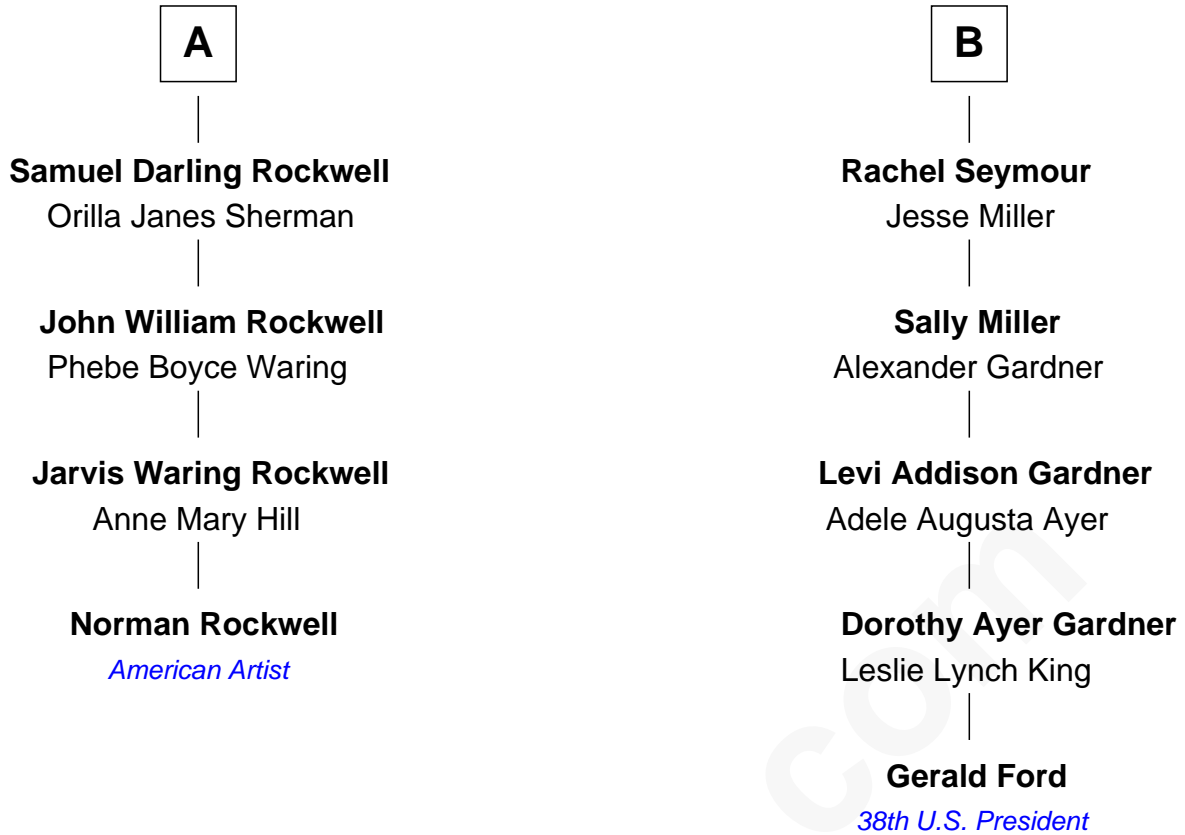 A
Samuel Darling Rockwell
Orilla Janes Sherman
John William Rockwell
Phebe Boyce Waring
Jarvis Waring Rockwell
Anne Mary Hill
Norman Rockwell
American Artist
B
Rachel Seymour
Jesse Miller
Sally Miller
Alexander Gardner
Levi Addison Gardner
Adele Augusta Ayer
Dorothy Ayer Gardner
Leslie Lynch King
Gerald Ford
38th U.S. President
com